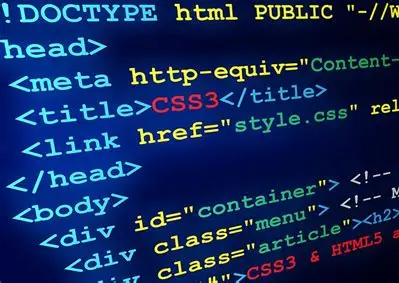 !DOCTYPE html PUBLIC "-//W
head>
<meta http-equiv="Content-
<title>CSS3</title>
<link href="style.css" rel
</head>
<body>
<div id="container"> <!--
<div class="menu"> <!-- M
<div class="article"><h2>
">CSS3 & HTML5 a